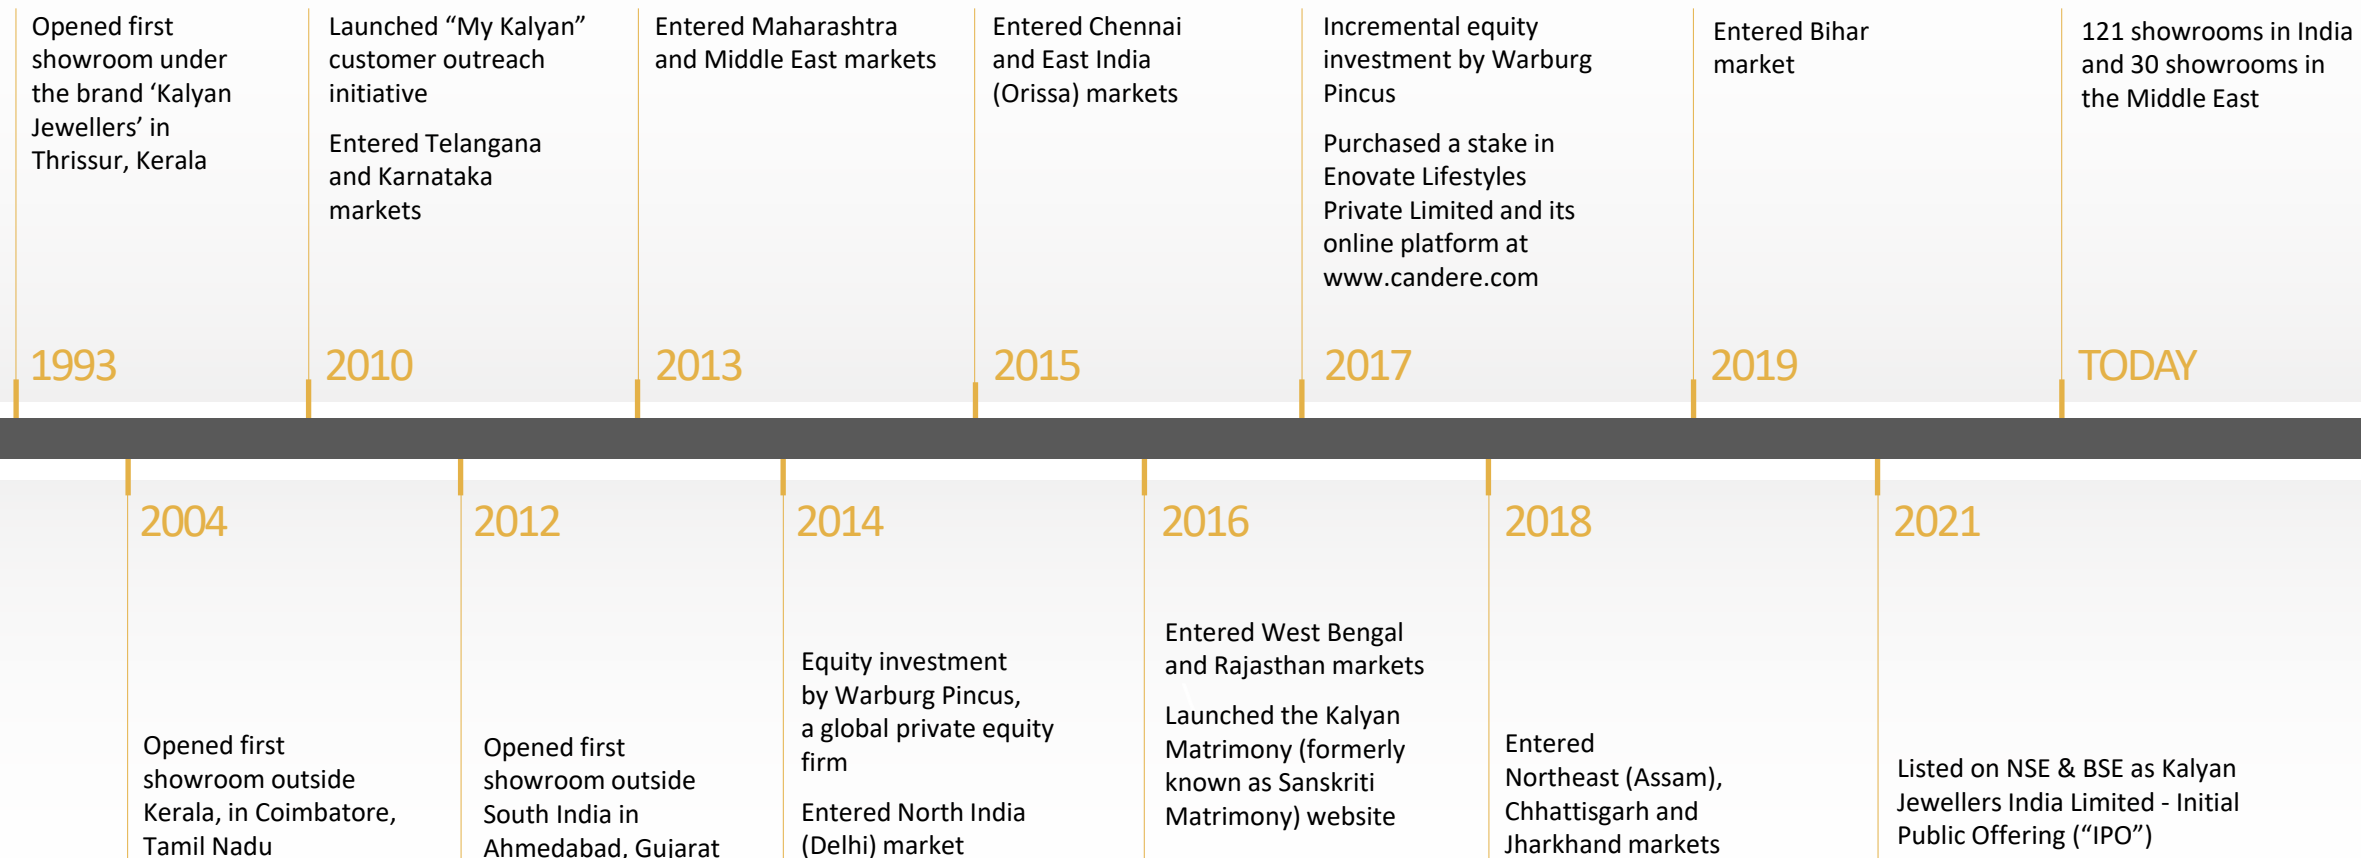 Opened first
showroom under
the brand ‘Kalyan
Jewellers’ in
Thrissur, Kerala
1993
Launched “My Kalyan”
customer outreach
initiative
Entered Telangana
and Karnataka
markets
2010
Entered Maharashtra
and Middle East markets
2013
Entered Chennai
and East India
(Orissa) markets
2015
Incremental equity
investment by Warburg
Pincus
Purchased a stake in
Enovate Lifestyles
Private Limited and its
online platform at
www.candere.com
2017
Entered Bihar
market
2019
121 showrooms in India
and 30 showrooms in
the Middle East
TODAY
2004
Opened first
showroom outside
Kerala, in Coimbatore,
Tamil Nadu
2012
Opened first
showroom outside
South India in
Ahmedabad, Gujarat
2014
Equity investment
by Warburg Pincus,
a global private equity
firm
Entered North India
(Delhi) market
2016
Entered West Bengal
and Rajasthan markets
Launched the Kalyan
Matrimony (formerly
known as Sanskriti
Matrimony) website
2018
Entered
Northeast (Assam),
Chhattisgarh and
Jharkhand markets
2021
Listed on NSE & BSE as Kalyan
Jewellers India Limited - Initial
Public Offering (“IPO”)